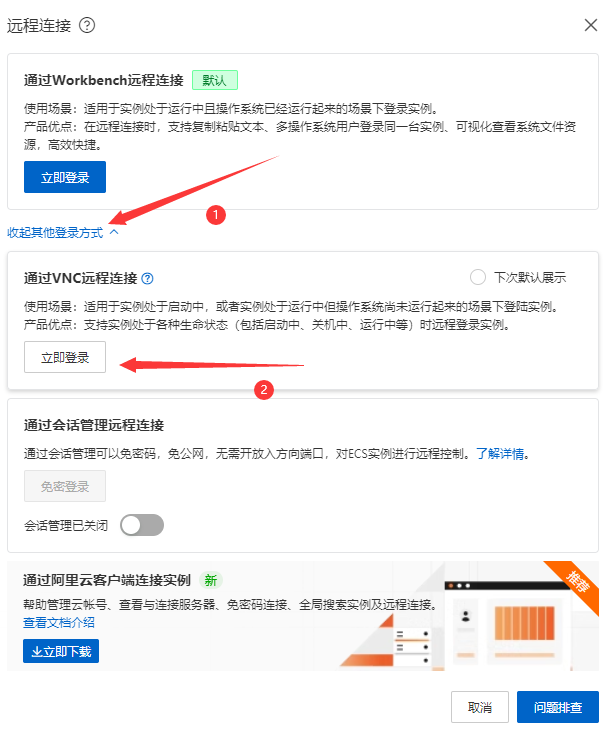 远程连接
通过Workbench远程连接 默认
使用场景：适用于实例处于运行中且操作系统已经运行起来的场景下登录实例。
产品优点：在远程连接时，支持复制粘贴文本、多操作系统用户登录同一台实例、可视化查看系统文件资
源，高效快捷。
立即登录
1
收起其他登录方式
通过VNC远程连接 下次默认展示
使用场景：适用于实例处于启动中，或者实例处于运行中但操作系统尚未运行起来的场景下登陆实例。
产品优点：支持实例处于各种生命状态（包括启动中、关机中、运行中等）时远程登录实例。
立即登录
2
通过会话管理远程连接
通过会话管理可以免密码，免公网，无需开放入方向端口，对ECS实例进行远程控制。了解详情。
免密登录
会话管理已关闭
通过阿里云客户端连接实例 新
推荐
帮助管理云帐号、查看与连接服务器、免密码连接、全局搜索实例及远程连接。
查看文档介绍
立即下载
取消 问题排查